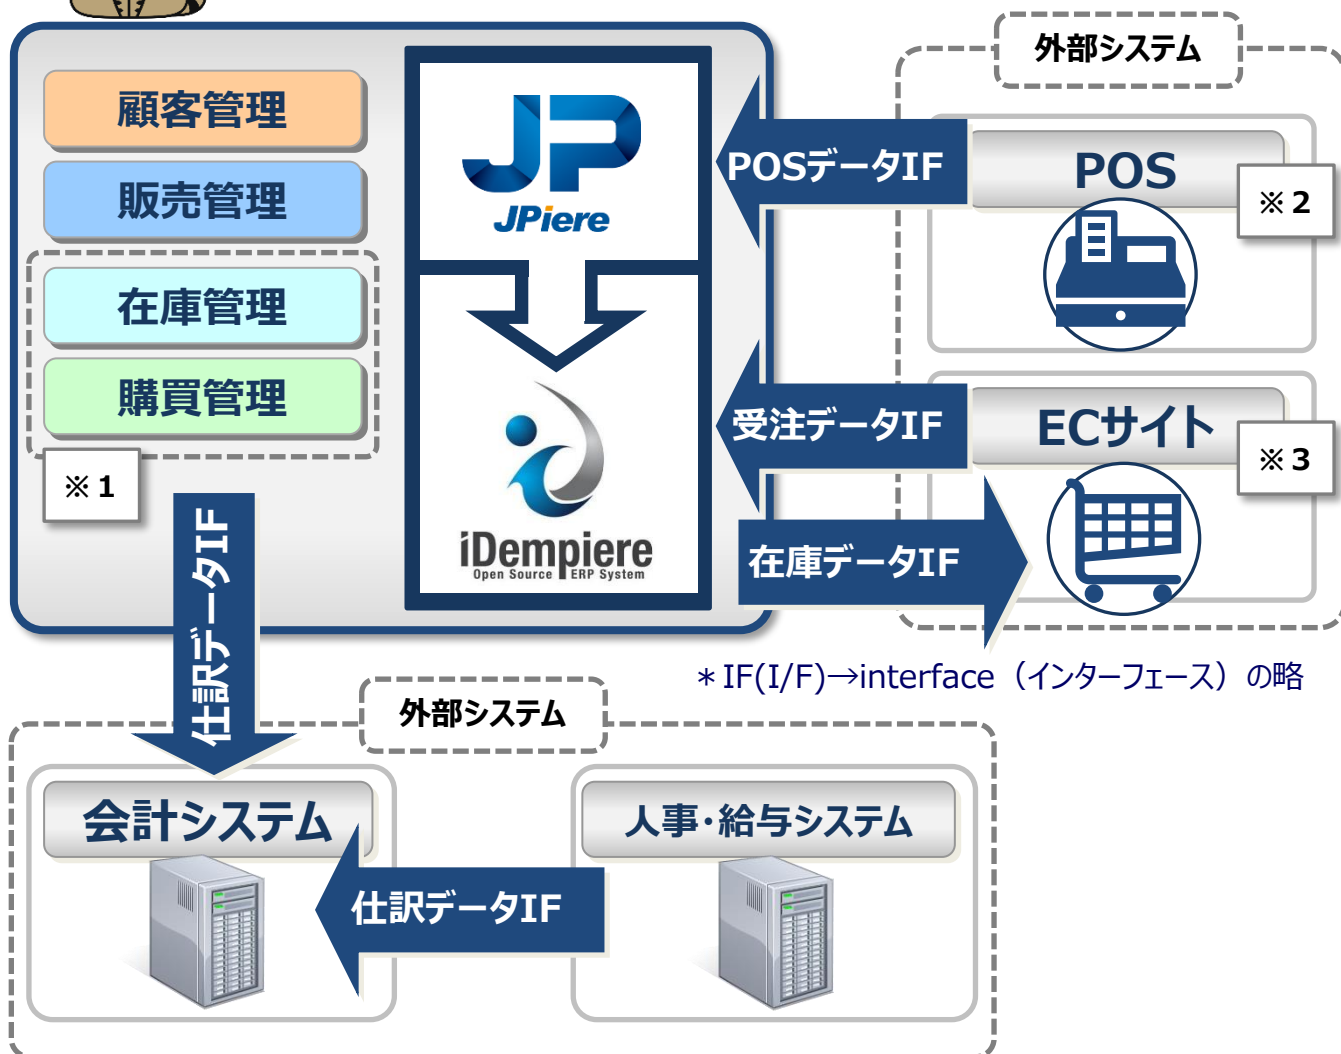 外部システム
顧客管理
販売管理
在庫管理
購買管理
※１
JP
JPiere
iDempiere
Open Source ERP System
POSデータIF
POS
※２
受注データIF
ECサイト
※３
在庫データIF
仕訳データIF
＊IF(I/F)→interface（インターフェース）の略
外部システム
会計システム
人事・給与システム
仕訳データIF